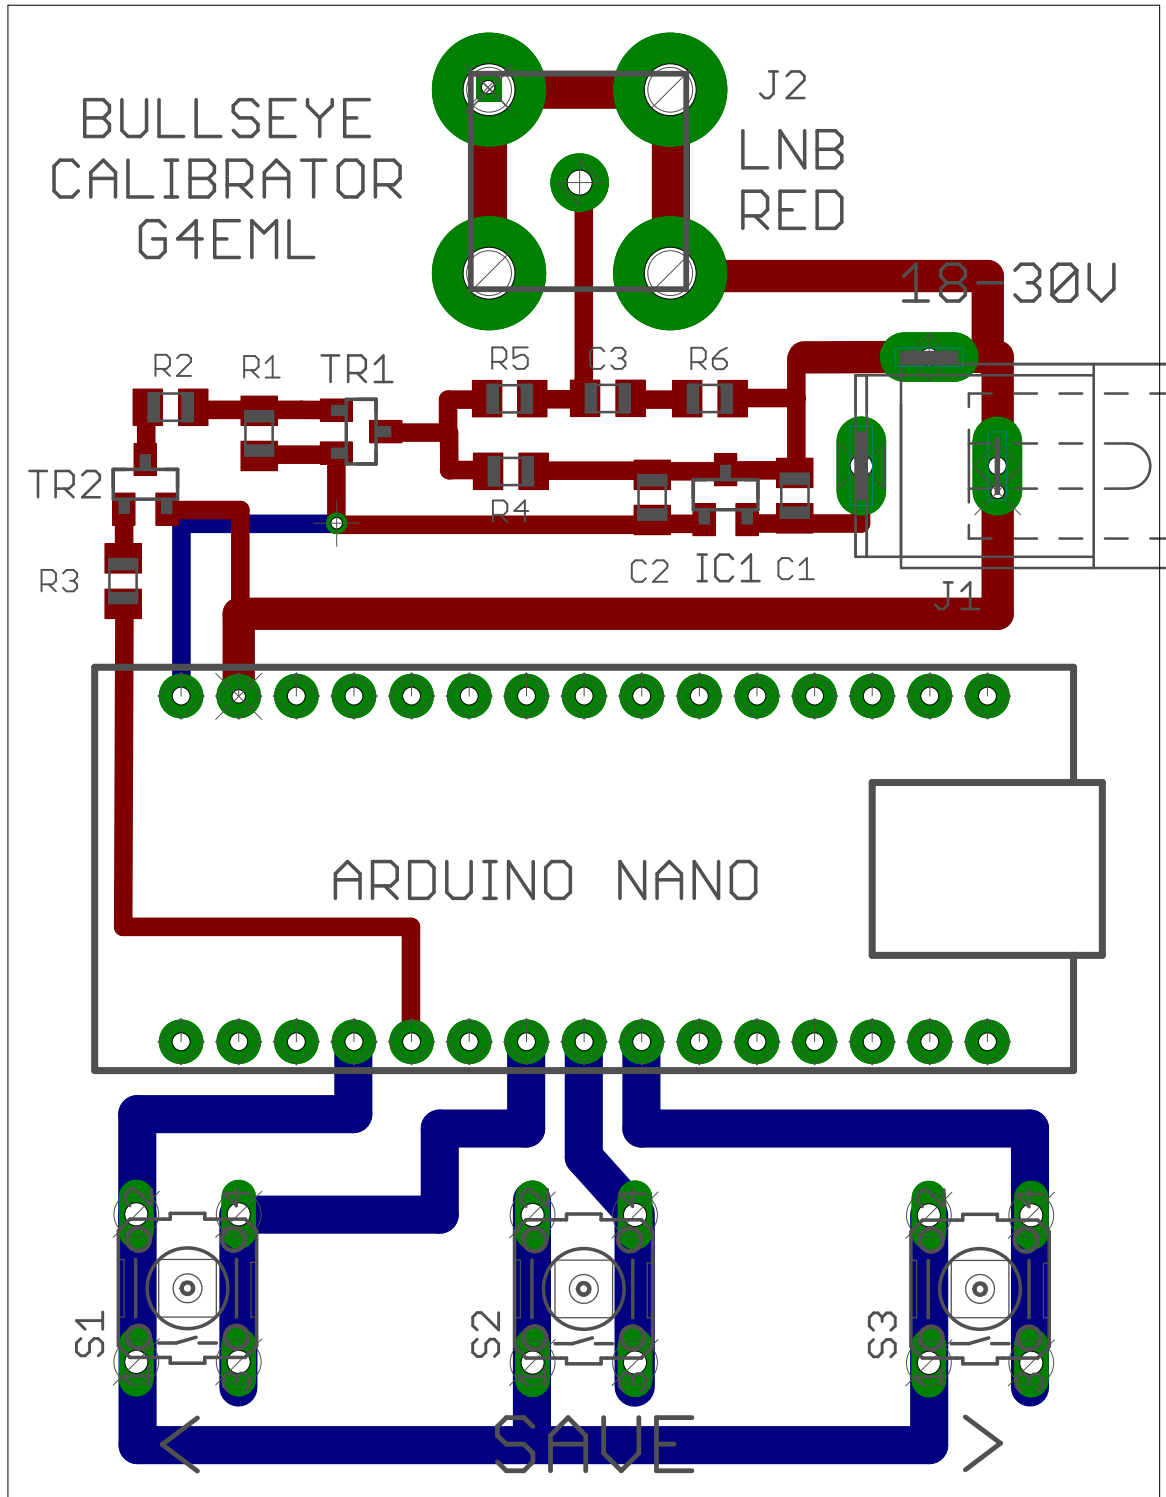 BULLSEYE
CALIBRATOR
G4EML
J2
LNB
RED
18-30V
R2
R1
TR1
R5
C3
R6
TR2
R4
R3
C2
IC1
C1
J1
ARDUINO NANO
S1
S2
S3
< SAVE >